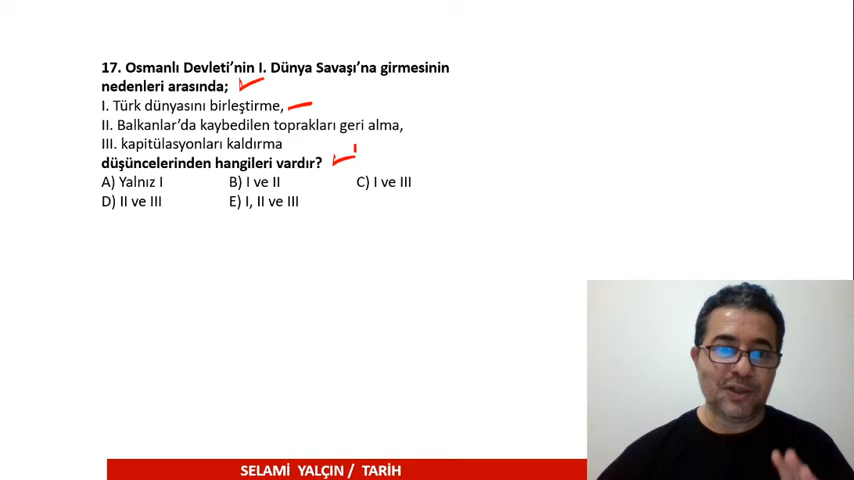 17. Osmanlı Devleti’nin I. Dünya Savaşı’na girmesinin
nedenleri arasında;
I. Türk dünyasını birleştirme,
II. Balkanlar’da kaybedilen toprakları geri alma,
III. kapitülasyonları kaldırma
düşüncelerinden hangileri vardır?
A) Yalnız I B) I ve II C) I ve III
D) II ve III E) I, II ve III
SELAMİ YALÇIN / TARİH